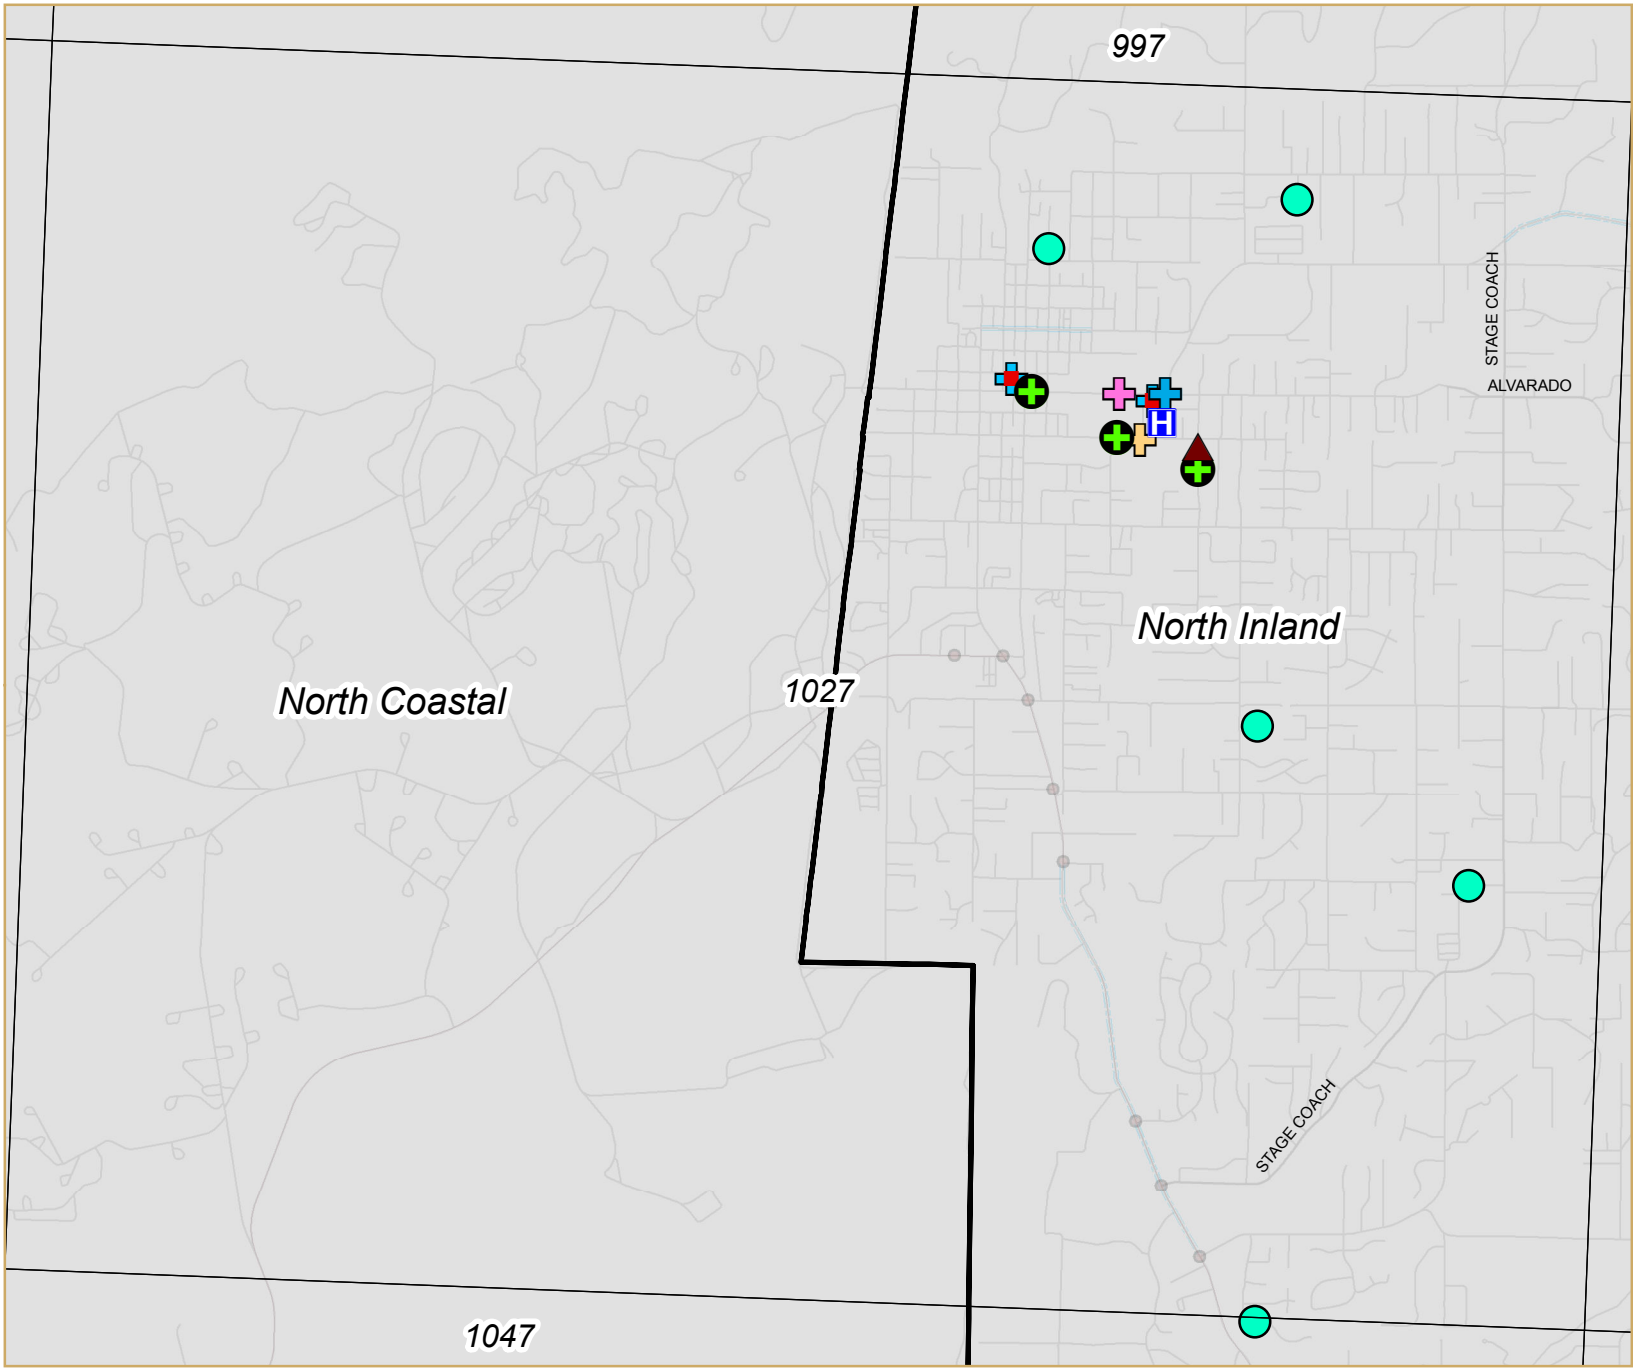 997
STAGE COACH
ALVARADO
H
North Inland
1027
North Coastal
STAGE COACH
1047